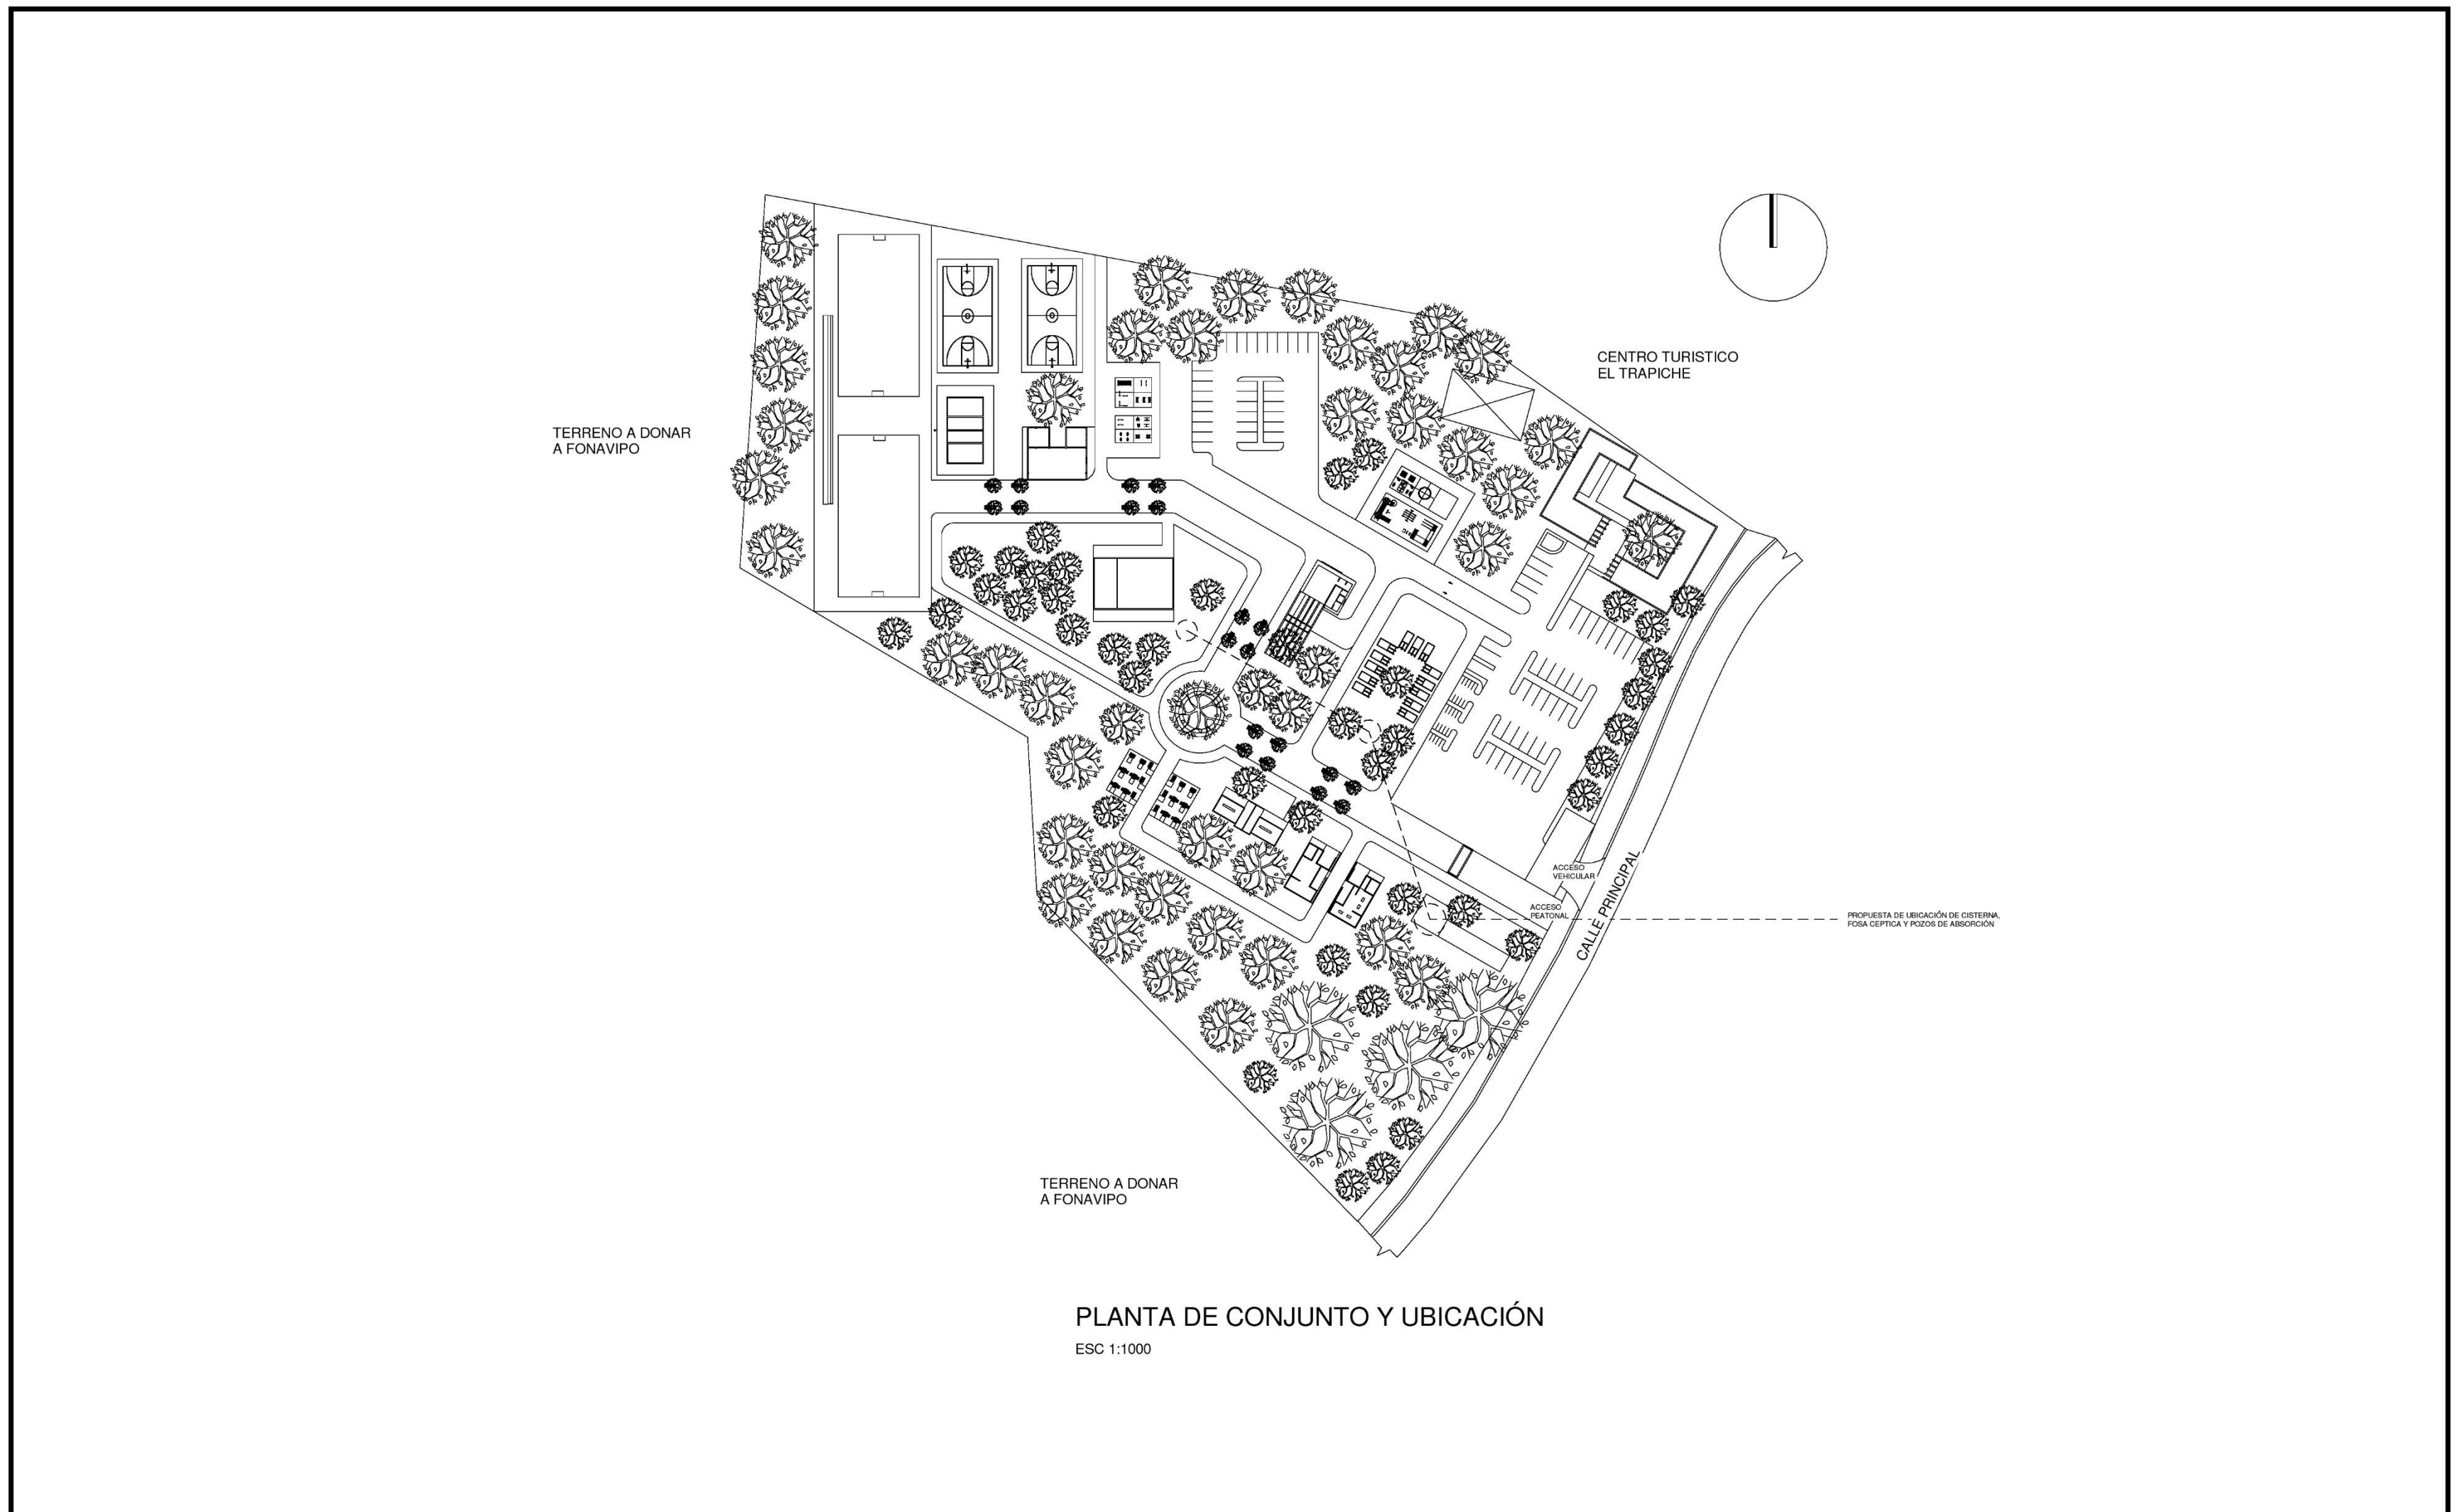 CENTRO TURISTICO
EL TRAPICHE
TERRENO A DONAR
A FONAVIPO
ACCESO
VEHICULAR
CALLE PRINCIPAL
ACCESO
PEATONAL
PROPUESTA DE UBICACIÓN DE CISTERNA,
FOSA CEPTICA Y POZOS DE ABSORCIÓN
TERRENO A DONAR
A FONAVIPO
PLANTA DE CONJUNTO Y UBICACIÓN
ESC 1:1000